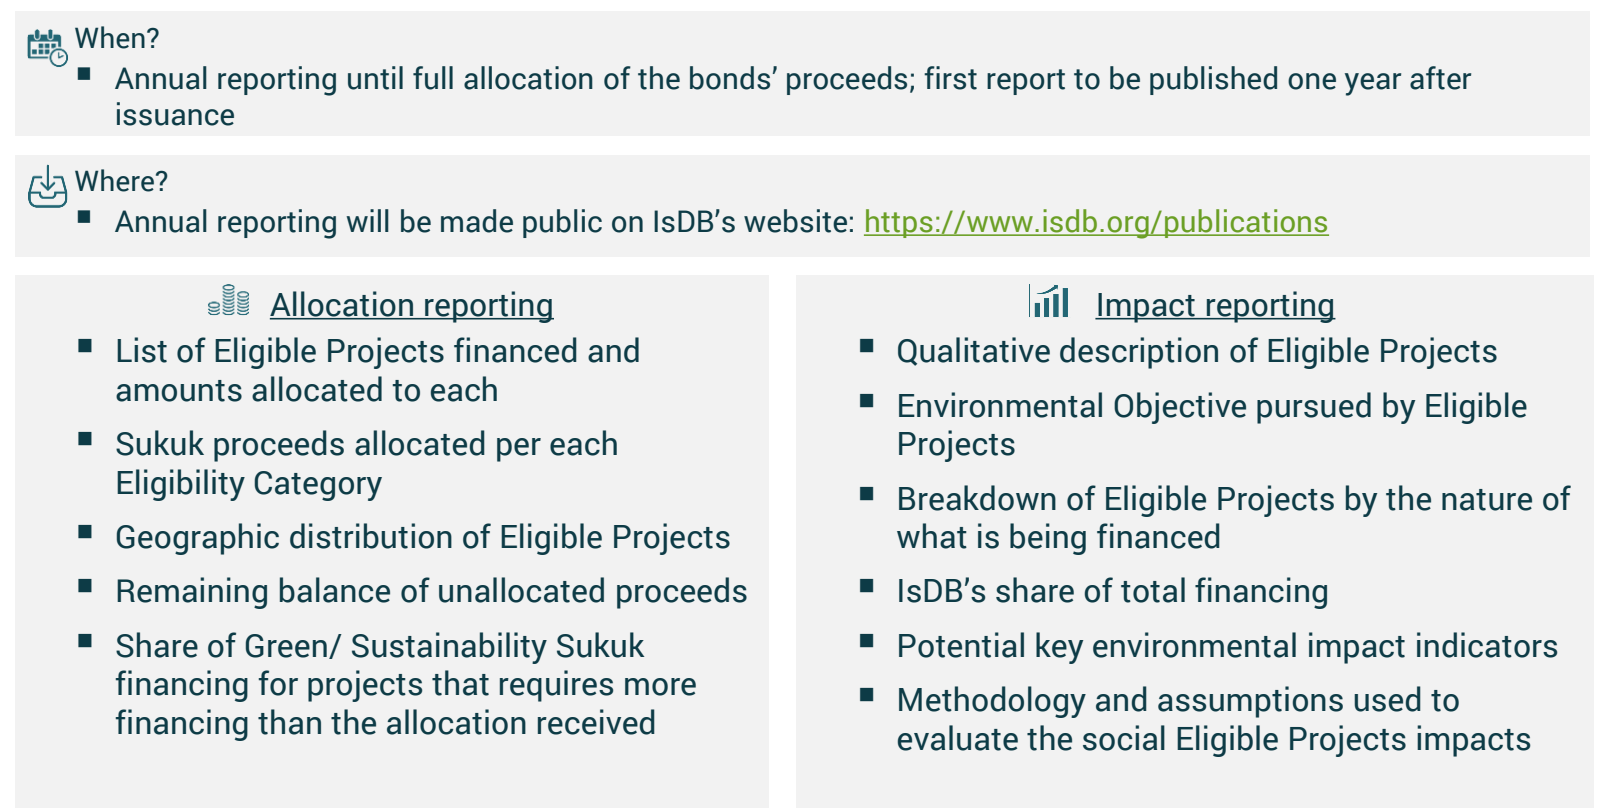 When?
■ Annual reporting until full allocation of the bonds’ proceeds; first report to be published one year after
issuance
Where?
■ Annual reporting will be made public on IsDB’s website: https://www.isdb.org/publications
Allocation reporting
■ List of Eligible Projects financed and
amounts allocated to each
■ Sukuk proceeds allocated per each
Eligibility Category
■ Geographic distribution of Eligible Projects
■ Remaining balance of unallocated proceeds
■ Share of Green/ Sustainability Sukuk
financing for projects that requires more
financing than the allocation received
Impact reporting
■ Qualitative description of Eligible Projects
■ Environmental Objective pursued by Eligible
Projects
■ Breakdown of Eligible Projects by the nature of
what is being financed
■ IsDB’s share of total financing
■ Potential key environmental impact indicators
■ Methodology and assumptions used to
evaluate the social Eligible Projects impacts